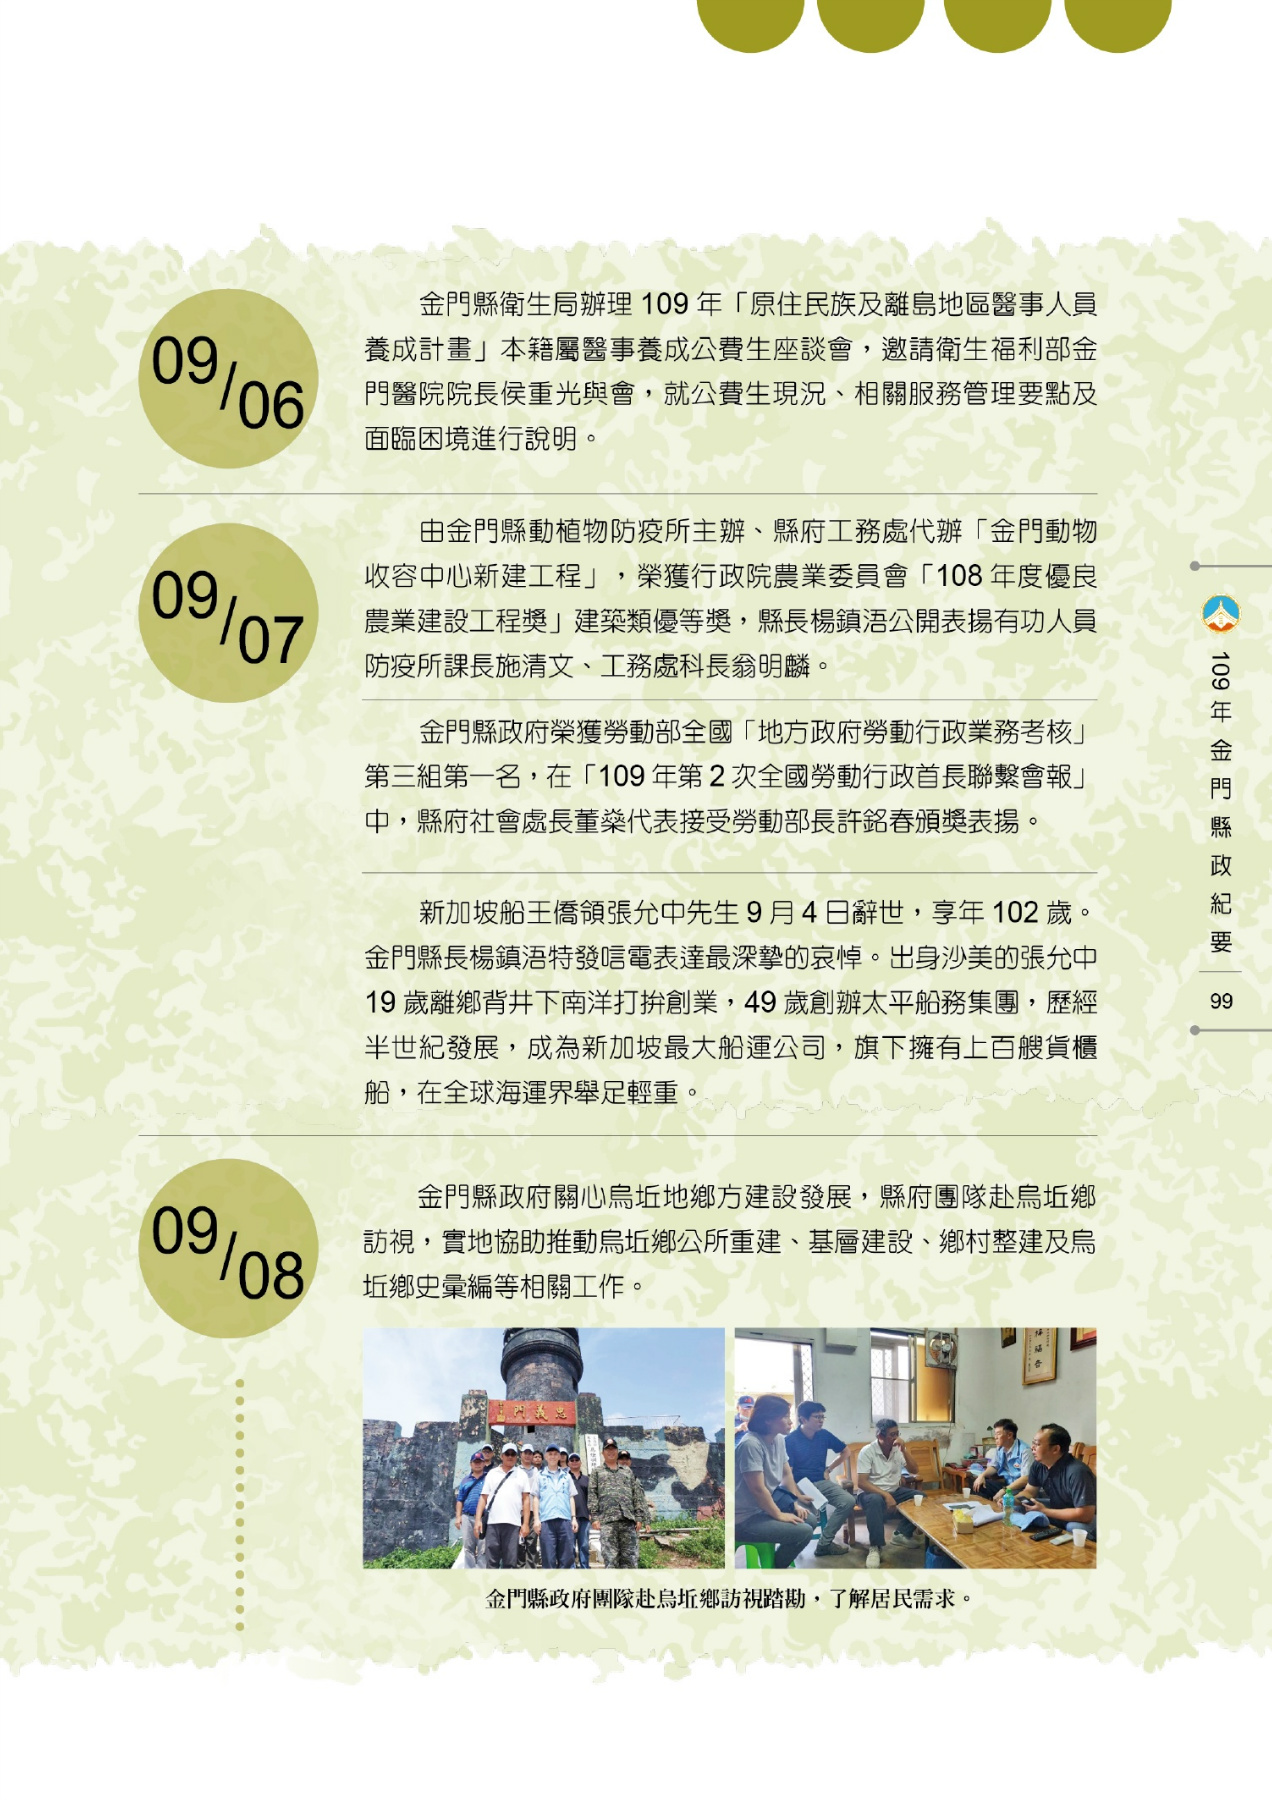 09/06
金門縣衛生局辦理 109 年「原住民族及離島地區醫事人員
養成計畫」本籍屬醫事養成公費生座談會，邀請衛生福利部金
門醫院院長侯重光與會，就公費生現況、相關服務管理要點及
面臨困境進行說明。
09/07
由金門縣動植物防疫所主辦、縣府工務處代辦「金門動物
收容中心新建工程」，榮獲行政院農業委員會「108 年度優良
農業建設工程獎」建築類優等獎，縣長楊鎮浯公開表揚有功人員
防疫所課長施清文、工務處科長翁明麟。
金門縣政府榮獲勞動部全國「地方政府勞動行政業務考核」
第三組第一名，在「109 年第 2 次全國勞動行政首長聯繫會報」
中，縣府社會處長董燊代表接受勞動部長許銘春頒獎表揚。
新加坡船王僑領張允中先生 9 月 4 日辭世，享年 102 歲。
金門縣長楊鎮浯特發唁電表達最深摯的哀悼。出身沙美的張允中
19 歲離鄉背井下南洋打拚創業，49 歲創辦太平船務集團，歷經
半世紀發展，成為新加坡最大船運公司，旗下擁有上百艘貨櫃
船，在全球海運界舉足輕重。
09/08
金門縣政府關心烏坵地鄉方建設發展，縣府團隊赴烏坵鄉
訪視，實地協助推動烏坵鄉公所重建、基層建設、鄉村整建及烏
坵鄉史彙編等相關工作。
門義忠
金門縣政府團隊赴烏坵鄉訪視踏勘，了解居民需求。
109年金門縣政紀要
99